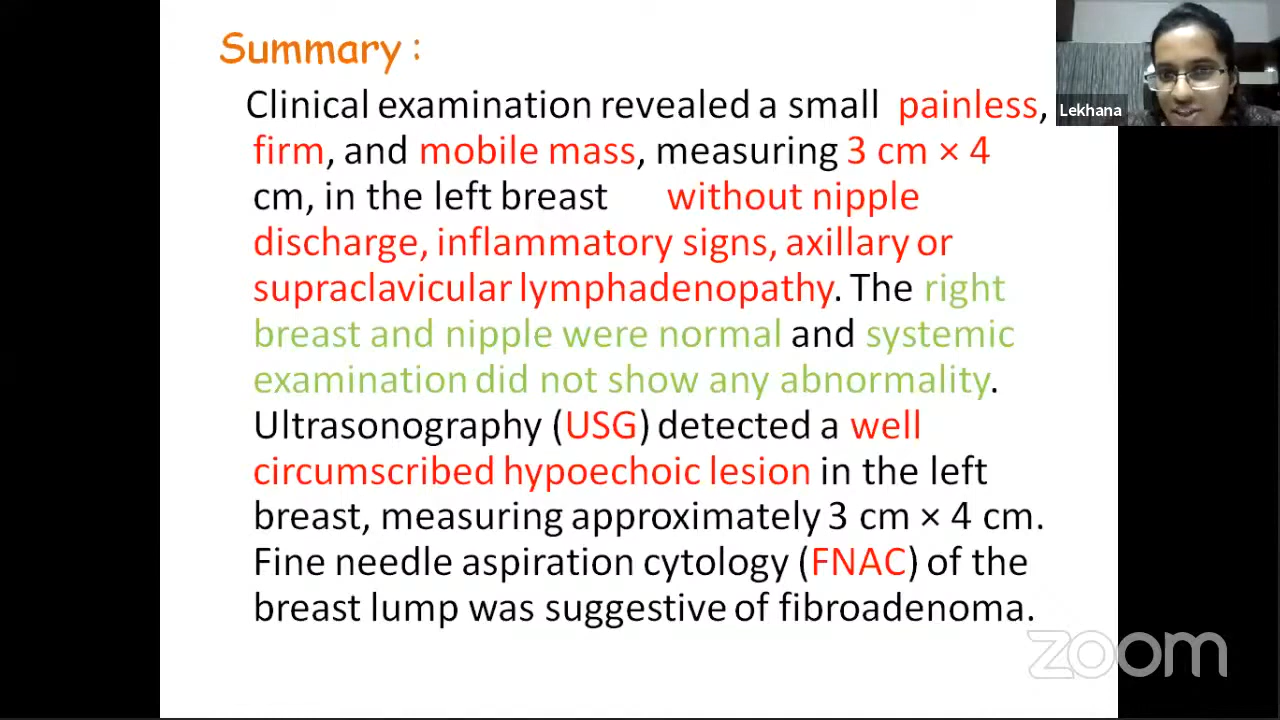 Summary :
Clinical examination revealed a small painless,
firm, and mobile mass, measuring 3 cm × 4
cm, in the left breast without nipple
discharge, inflammatory signs, axillary or
supraclavicular lymphadenopathy. The right
breast and nipple were normal and systemic
examination did not show any abnormality.
Ultrasonography (USG) detected a well
circumscribed hypoechoic lesion in the left
breast, measuring approximately 3 cm × 4 cm.
Fine needle aspiration cytology (FNAC) of the
breast lump was suggestive of fibroadenoma.
Lekhana
zoom